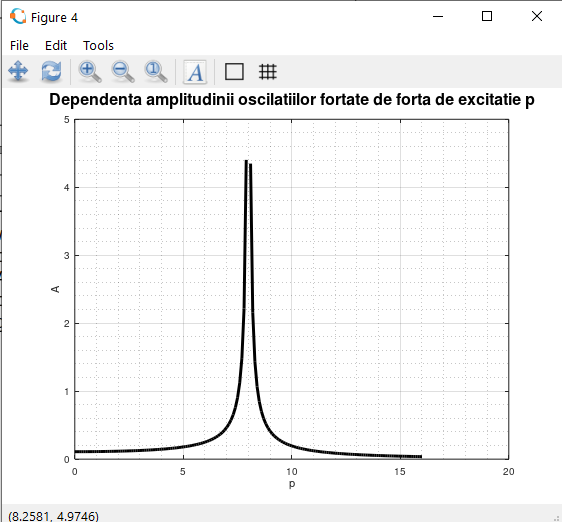 Figure 4
File Edit Tools
A
Dependenta amplitudinii oscilatiilor fortate de forta de excitatie p
5
4
3
2
1
0
A
0 5 10 15 20
p
(8.2581, 4.9746)